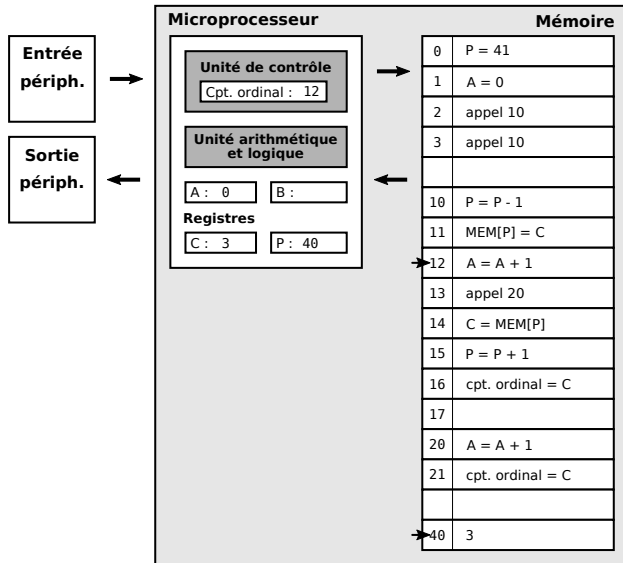 Microprocesseur
Mémoire
Entrée
périph.
Sortie
périph.
Unité de contrôle
Cpt. ordinal : 12
Unité arithmétique
et logique
A : 0
B :
Registres
C : 3
P : 40
0 P = 41
1 A = 0
2 appel 10
3 appel 10
10 P = P - 1
11 MEM[P] = C
12 A = A + 1
13 appel 20
14 C = MEM[P]
15 P = P + 1
16 cpt. ordinal = C
17
20 A = A + 1
21 cpt. ordinal = C
40 3